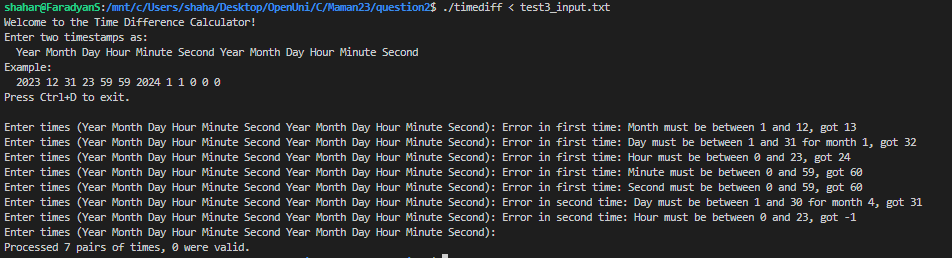 shahar@FaradyanS:/mnt/c/Users/shaha/Desktop/OpenUni/C/Maman23/question2$ ./timediff < test3_input.txt
Welcome to the Time Difference Calculator!
Enter two timestamps as:
  Year Month Day Hour Minute Second Year Month Day Hour Minute Second
Example:
  2023 12 31 23 59 59 2024 1 1 0 0 0
Press Ctrl+D to exit.

Enter times (Year Month Day Hour Minute Second Year Month Day Hour Minute Second): Error in first time: Month must be between 1 and 12, got 13
Enter times (Year Month Day Hour Minute Second Year Month Day Hour Minute Second): Error in first time: Day must be between 1 and 31 for month 1, got 32
Enter times (Year Month Day Hour Minute Second Year Month Day Hour Minute Second): Error in first time: Hour must be between 0 and 23, got 24
Enter times (Year Month Day Hour Minute Second Year Month Day Hour Minute Second): Error in first time: Minute must be between 0 and 59, got 60
Enter times (Year Month Day Hour Minute Second Year Month Day Hour Minute Second): Error in first time: Second must be between 0 and 59, got 60
Enter times (Year Month Day Hour Minute Second Year Month Day Hour Minute Second): Error in second time: Day must be between 1 and 30 for month 4, got 31
Enter times (Year Month Day Hour Minute Second Year Month Day Hour Minute Second): Error in second time: Hour must be between 0 and 23, got -1
Enter times (Year Month Day Hour Minute Second Year Month Day Hour Minute Second):
Processed 7 pairs of times, 0 were valid.